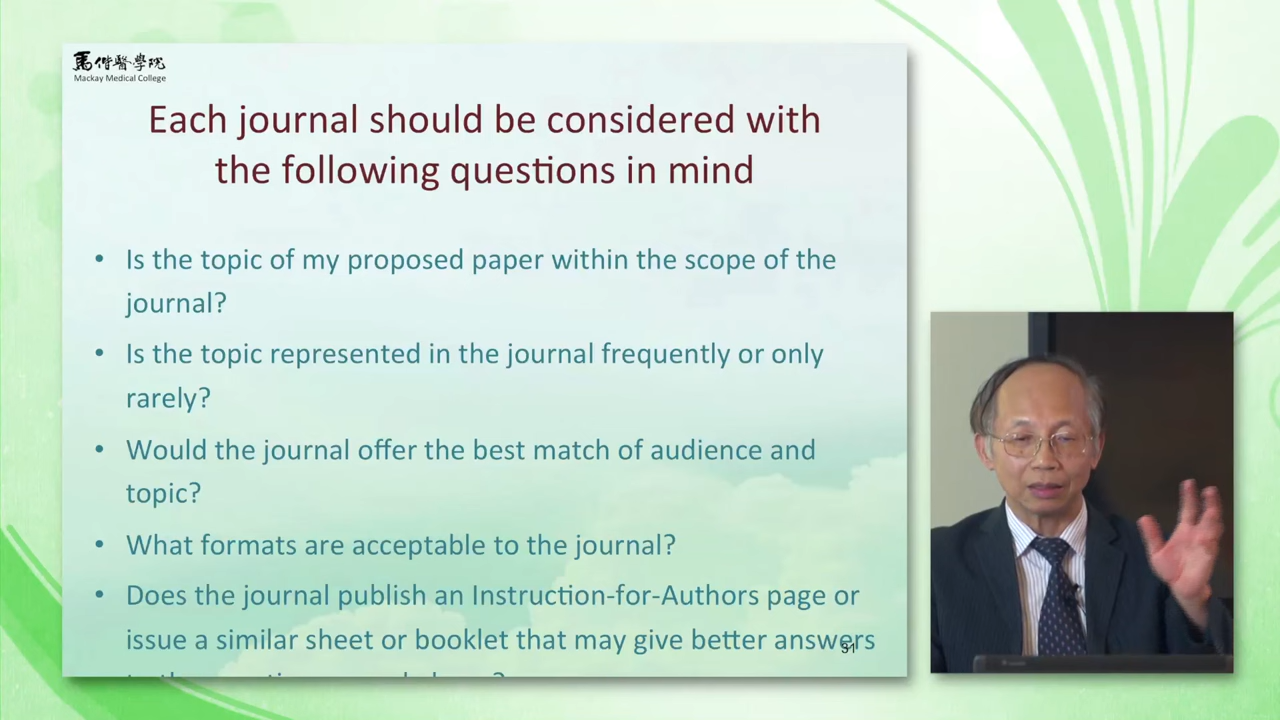 馬偕醫學院
Mackay Medical College
Each journal should be considered with
the following questions in mind
• Is the topic of my proposed paper within the scope of the
journal?
• Is the topic represented in the journal frequently or only
rarely?
• Would the journal offer the best match of audience and
topic?
• What formats are acceptable to the journal?
• Does the journal publish an Instruction-for-Authors page or
issue a similar sheet or booklet that may give better answers
31